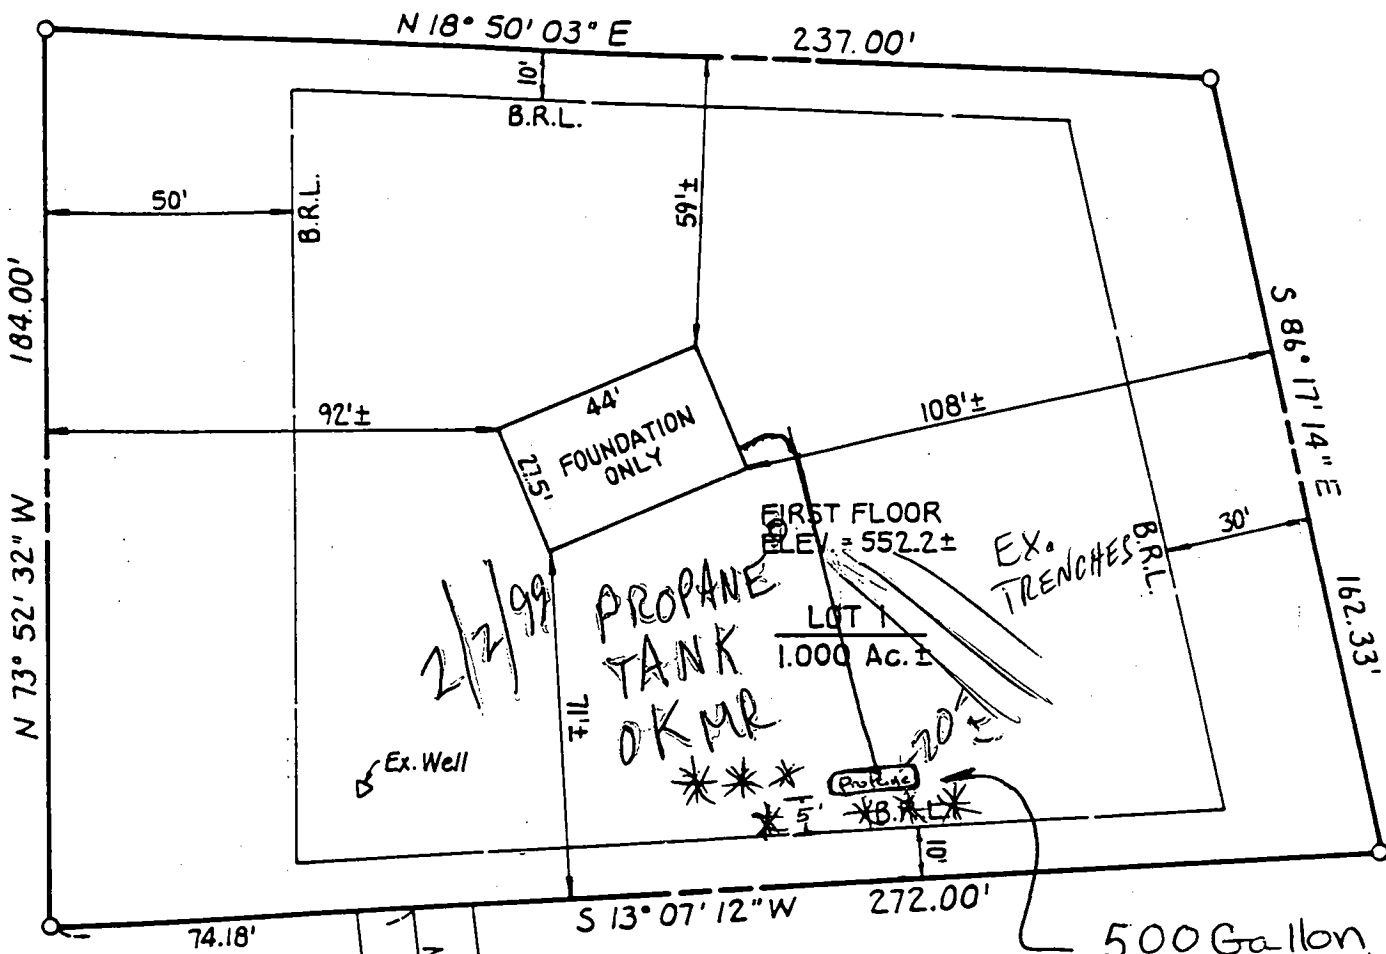 N 18° 50' 03" E
237.00'
10'
B.R.L.
50'
B.R.L.
59'±
184.00'
N 73° 52' 32" W
92'±
44'
27.5'
FOUNDATION
ONLY
108'±
S 86° 17' 14" E
162.33'
30'
B.R.L.
FIRST FLOOR
ELEV. = 552.2±
EX.
TRENCHES
LOT 1
1.000 Ac.±
2/2/99
PROPANE
TANK
OK MR
71'±
Ex. Well
20'±
Propane
5'
B.R.L.
10'
S 13° 07' 12" W
272.00'
74.18'
500 Gallon